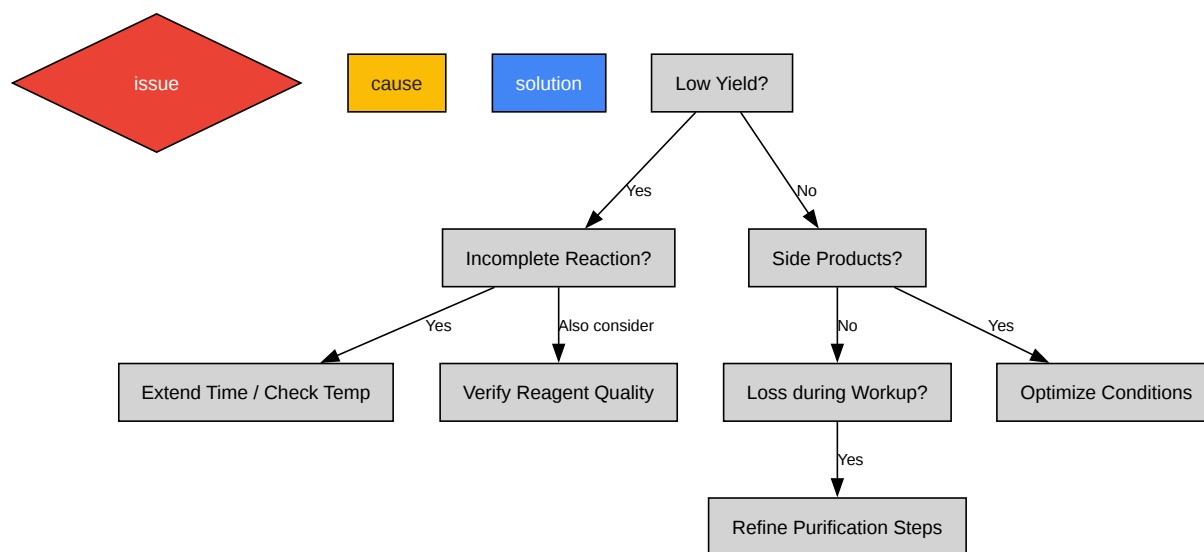 issue
cause
solution
Low Yield?
Yes
No
Incomplete Reaction?
Side Products?
Yes
Also consider
No
Yes
Extend Time / Check Temp
Verify Reagent Quality
Loss during Workup?
Optimize Conditions
Yes
Refine Purification Steps